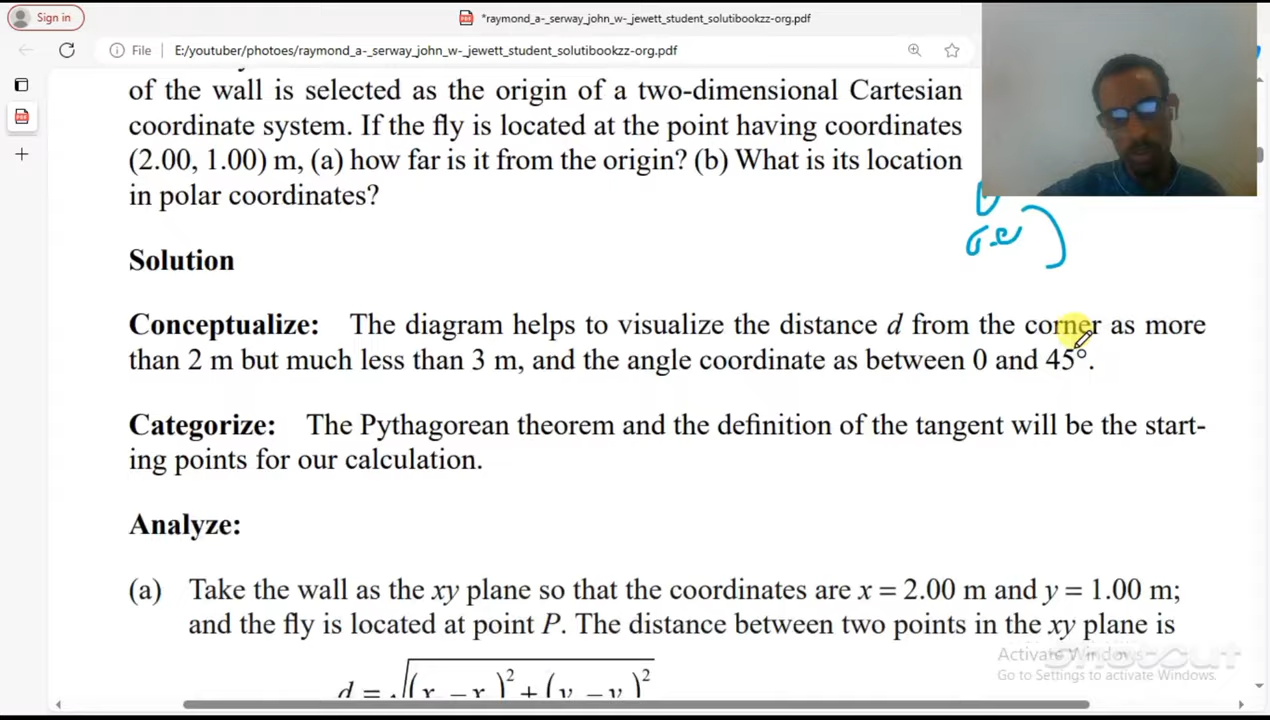 Sign in
*raymond_a-_serway_john_w-_jewett_student_solutibookzz-org.pdf
File E:/youtuber/photoes/raymond_a-_serway_john_w-_jewett_student_solutibookzz-org.pdf
of the wall is selected as the origin of a two-dimensional Cartesian
coordinate system. If the fly is located at the point having coordinates
(2.00, 1.00) m, (a) how far is it from the origin? (b) What is its location
in polar coordinates?
Solution
Conceptualize: The diagram helps to visualize the distance d from the corner as more
than 2 m but much less than 3 m, and the angle coordinate as between 0 and 45°.
Categorize: The Pythagorean theorem and the definition of the tangent will be the start-
ing points for our calculation.
Analyze:
(a) Take the wall as the xy plane so that the coordinates are x = 2.00 m and y = 1.00 m;
and the fly is located at point P. The distance between two points in the xy plane is
Activate Windows
Go to Settings to activate Windows.